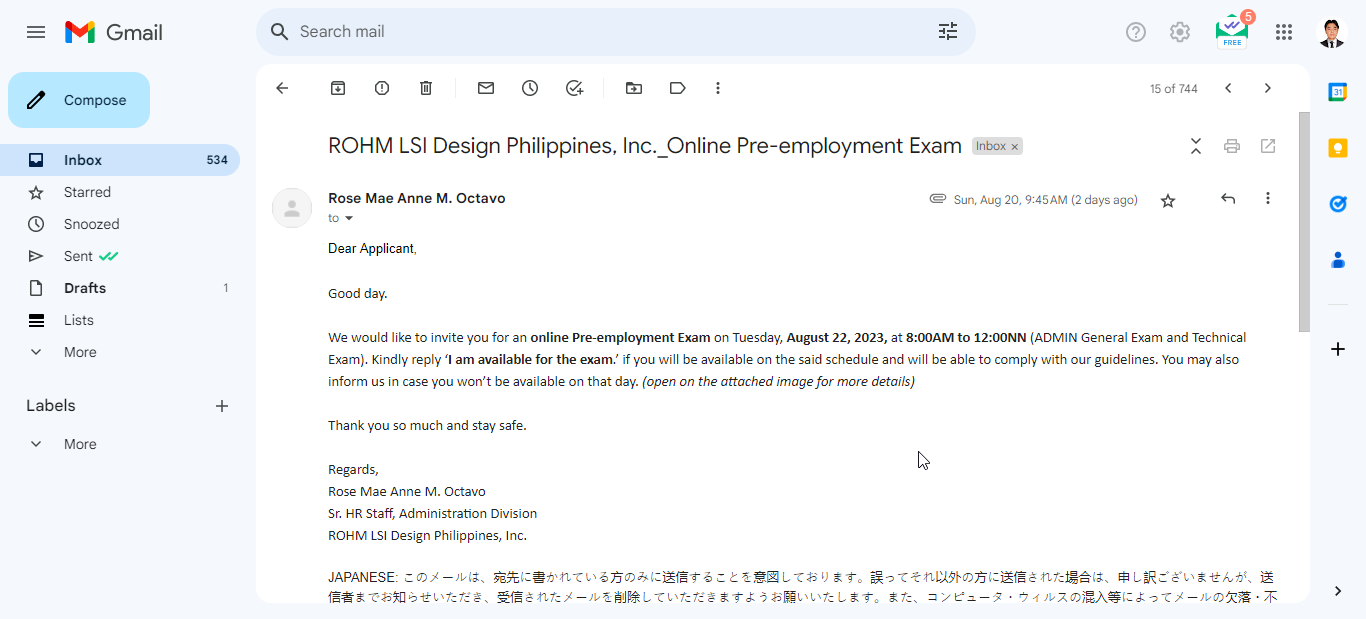 Gmail
Search mail
5
FREE
Compose
15 of 744
31
Inbox 534
Starred
Snoozed
Sent
Drafts 1
Lists
More
Labels
More
ROHM LSI Design Philippines, Inc._Online Pre-employment Exam Inbox ×
Rose Mae Anne M. Octavo
Sun, Aug 20, 9:45 AM (2 days ago)
to
Dear Applicant,
Good day.
We would like to invite you for an online Pre-employment Exam on Tuesday, August 22, 2023, at 8:00AM to 12:00NN (ADMIN General Exam and Technical
Exam). Kindly reply ‘I am available for the exam.’ if you will be available on the said schedule and will be able to comply with our guidelines. You may also
inform us in case you won’t be available on that day. (open on the attached image for more details)
Thank you so much and stay safe.
Regards,
Rose Mae Anne M. Octavo
Sr. HR Staff, Administration Division
ROHM LSI Design Philippines, Inc.
JAPANESE: このメールは、宛先に書かれている方のみに送信することを意図しております。誤ってそれ以外の方に送信された場合は、申し訳ございませんが、送
信者までお知らせいただき、受信されたメールを削除していただきますようお願いいたします。また、コンピュータ・ウィルスの混入等によってメールの欠落・不